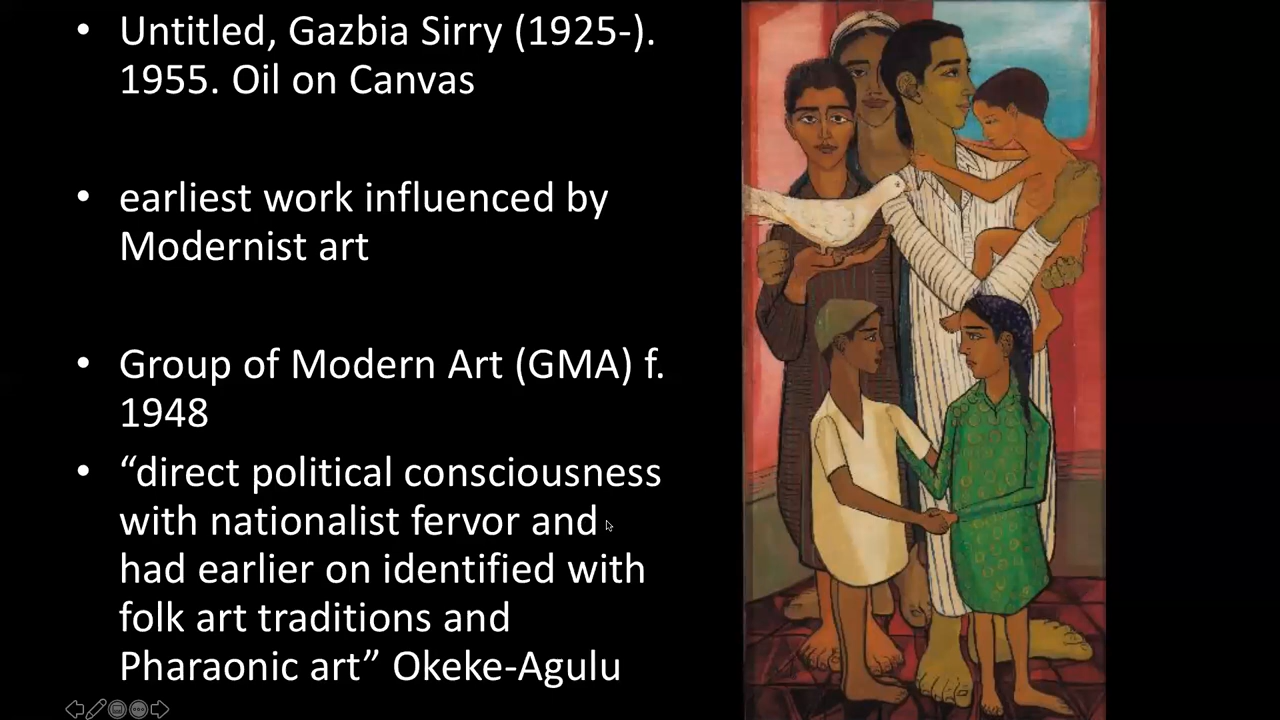 • Untitled, Gazbia Sirry (1925-).
1955. Oil on Canvas
• earliest work influenced by
Modernist art
• Group of Modern Art (GMA) f.
1948
• “direct political consciousness
with nationalist fervor and
had earlier on identified with
folk art traditions and
Pharaonic art” Okeke-Agulu